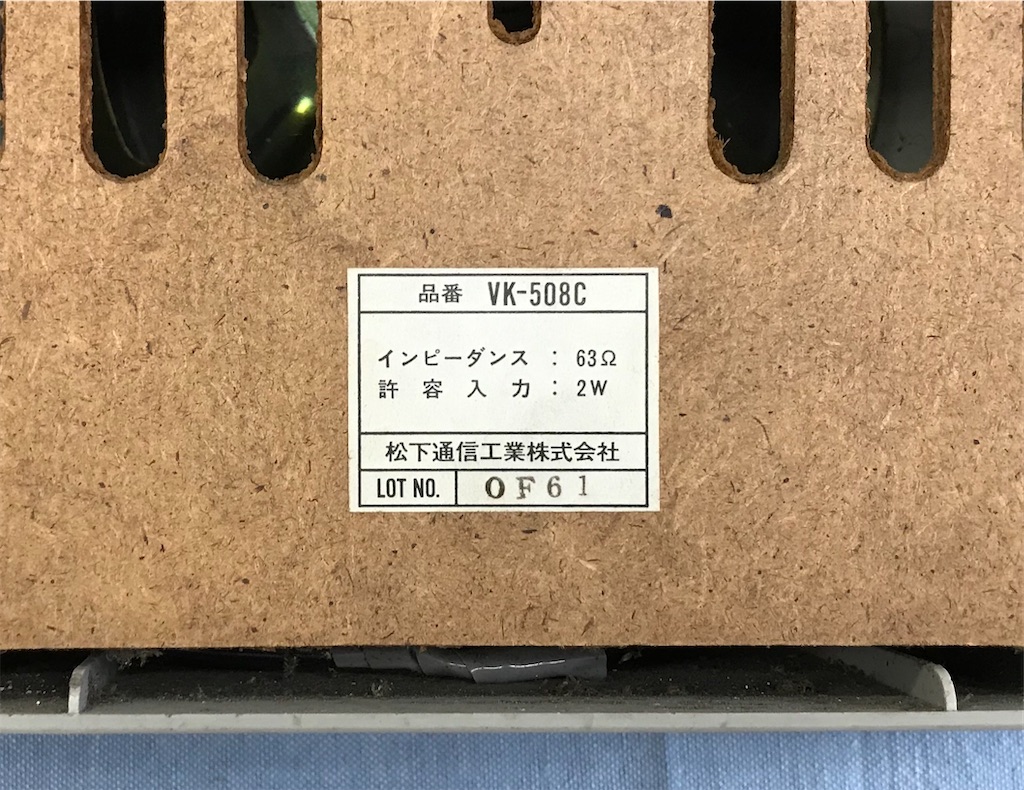 品番 VK-508C
インピーダンス : 63Ω
許容入力 : 2W
松下通信工業株式会社
LOT NO. OF61